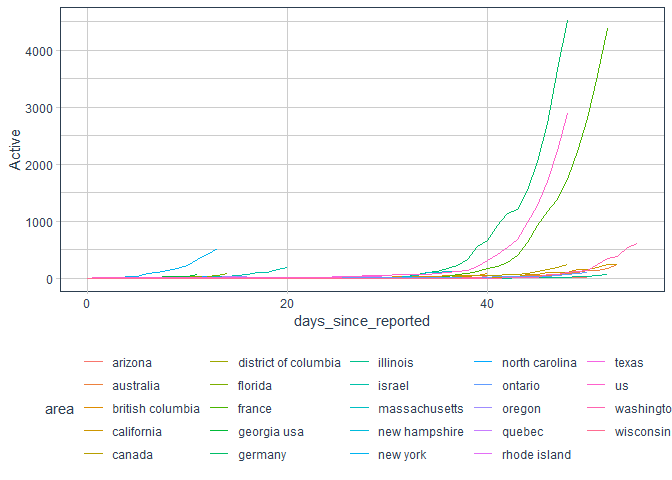 4000
3000
2000
1000
0
Active
0 20 40
days_since_reported
arizona district of columbia illinois north carolina texas
australia florida israel ontario us
area british columbia france massachusetts oregon washingto
california georgia usa new hampshire quebec wisconsin
canada germany new york rhode island